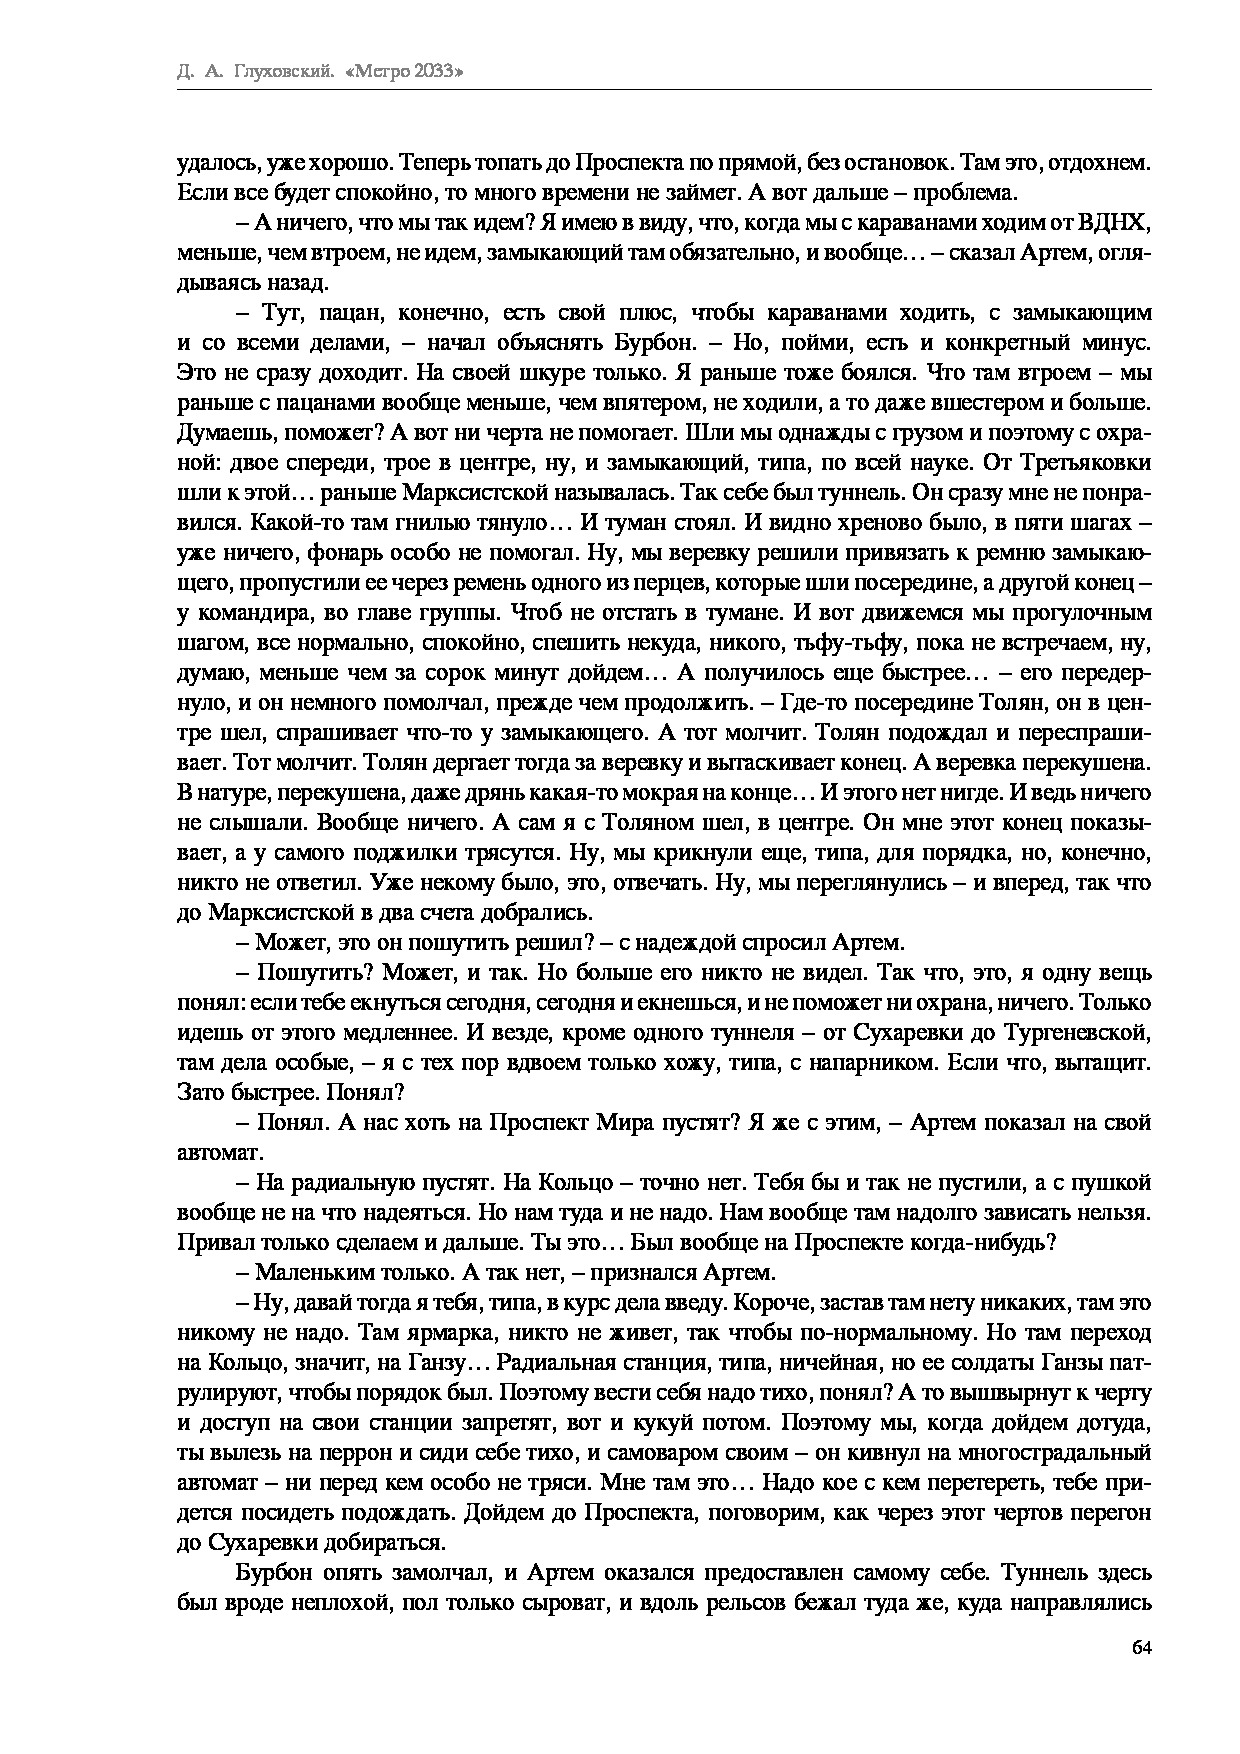 Д. А. Глуховский. «Метро 2033»
удалось, уже хорошо. Теперь топать до Проспекта по прямой, без остановок. Там это, отдохнем.
Если все будет спокойно, то много времени не займет. А вот дальше – проблема.
– А ничего, что мы так идем? Я имею в виду, что, когда мы с караванами ходим от ВДНХ,
меньше, чем втроем, не идем, замыкающий там обязательно, и вообще… – сказал Артем, огля-
дываясь назад.
– Тут, пацан, конечно, есть свой плюс, чтобы караванами ходить, с замыкающим
и со всеми делами, – начал объяснять Бурбон. – Но, пойми, есть и конкретный минус.
Это не сразу доходит. На своей шкуре только. Я раньше тоже боялся. Что там втроем – мы
раньше с пацанами вообще меньше, чем впятером, не ходили, а то даже вшестером и больше.
Думаешь, поможет? А вот ни черта не помогает. Шли мы однажды с грузом и поэтому с охра-
ной: двое спереди, трое в центре, ну, и замыкающий, типа, по всей науке. От Третьяковки
шли к этой… раньше Марксистской называлась. Так себе был туннель. Он сразу мне не понра-
вился. Какой-то там гнилью тянуло… И туман стоял. И видно хреново было, в пяти шагах –
уже ничего, фонарь особо не помогал. Ну, мы веревку решили привязать к ремню замыкаю-
щего, пропустили ее через ремень одного из перцев, которые шли посередине, а другой конец –
у командира, во главе группы. Чтоб не отстать в тумане. И вот движемся мы прогулочным
шагом, все нормально, спокойно, спешить некуда, никого, тьфу-тьфу, пока не встречаем, ну,
думаю, меньше чем за сорок минут дойдем… А получилось еще быстрее… – его передер-
нуло, и он немного помолчал, прежде чем продолжить. – Где-то посередине Толян, он в цен-
тре шел, спрашивает что-то у замыкающего. А тот молчит. Толян подождал и переспраши-
вает. Тот молчит. Толян дергает тогда за веревку и вытаскивает конец. А веревка перекушена.
В натуре, перекушена, даже дрянь какая-то мокрая на конце… И этого нет нигде. И ведь ничего
не слышали. Вообще ничего. А сам я с Толяном шел, в центре. Он мне этот конец показы-
вает, а у самого поджилки трясутся. Ну, мы крикнули еще, типа, для порядка, но, конечно,
никто не ответил. Уже некому было, это, отвечать. Ну, мы переглянулись – и вперед, так что
до Марксистской в два счета добрались.
– Может, это он пошутить решил? – с надеждой спросил Артем.
– Пошутить? Может, и так. Но больше его никто не видел. Так что, это, я одну вещь
понял: если тебе екнуться сегодня, сегодня и екнешься, и не поможет ни охрана, ничего. Только
идешь от этого медленнее. И везде, кроме одного туннеля – от Сухаревки до Тургеневской,
там дела особые, – я с тех пор вдвоем только хожу, типа, с напарником. Если что, вытащит.
Зато быстрее. Понял?
– Понял. А нас хоть на Проспект Мира пустят? Я же с этим, – Артем показал на свой
автомат.
– На радиальную пустят. На Кольцо – точно нет. Тебя бы и так не пустили, а с пушкой
вообще не на что надеяться. Но нам туда и не надо. Нам вообще там надолго зависать нельзя.
Привал только сделаем и дальше. Ты это… Был вообще на Проспекте когда-нибудь?
– Маленьким только. А так нет, – признался Артем.
– Ну, давай тогда я тебя, типа, в курс дела введу. Короче, застав там нету никаких, там это
никому не надо. Там ярмарка, никто не живет, так чтобы по-нормальному. Но там переход
на Кольцо, значит, на Ганзу… Радиальная станция, типа, ничейная, но ее солдаты Ганзы пат-
рулируют, чтобы порядок был. Поэтому вести себя надо тихо, понял? А то вышвырнут к черту
и доступ на свои станции запретят, вот и кукуй потом. Поэтому мы, когда дойдем дотуда,
ты вылезь на перрон и сиди себе тихо, и самоваром своим – он кивнул на многострадальный
автомат – ни перед кем особо не тряси. Мне там это… Надо кое с кем перетереть, тебе при-
дется посидеть подождать. Дойдем до Проспекта, поговорим, как через этот чертов перегон
до Сухаревки добираться.
Бурбон опять замолчал, и Артем оказался предоставлен самому себе. Туннель здесь
был вроде неплохой, пол только сыроват, и вдоль рельсов бежал туда же, куда направлялись
64